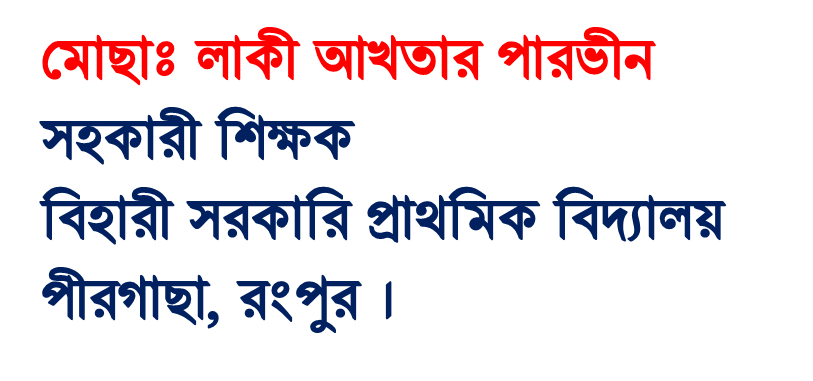 মোছাঃ লাকী আখতার পারভীন
সহকারী শিক্ষক
বিহারী সরকারি প্রাথমিক বিদ্যালয়
পীরগাছা, রংপুর ।